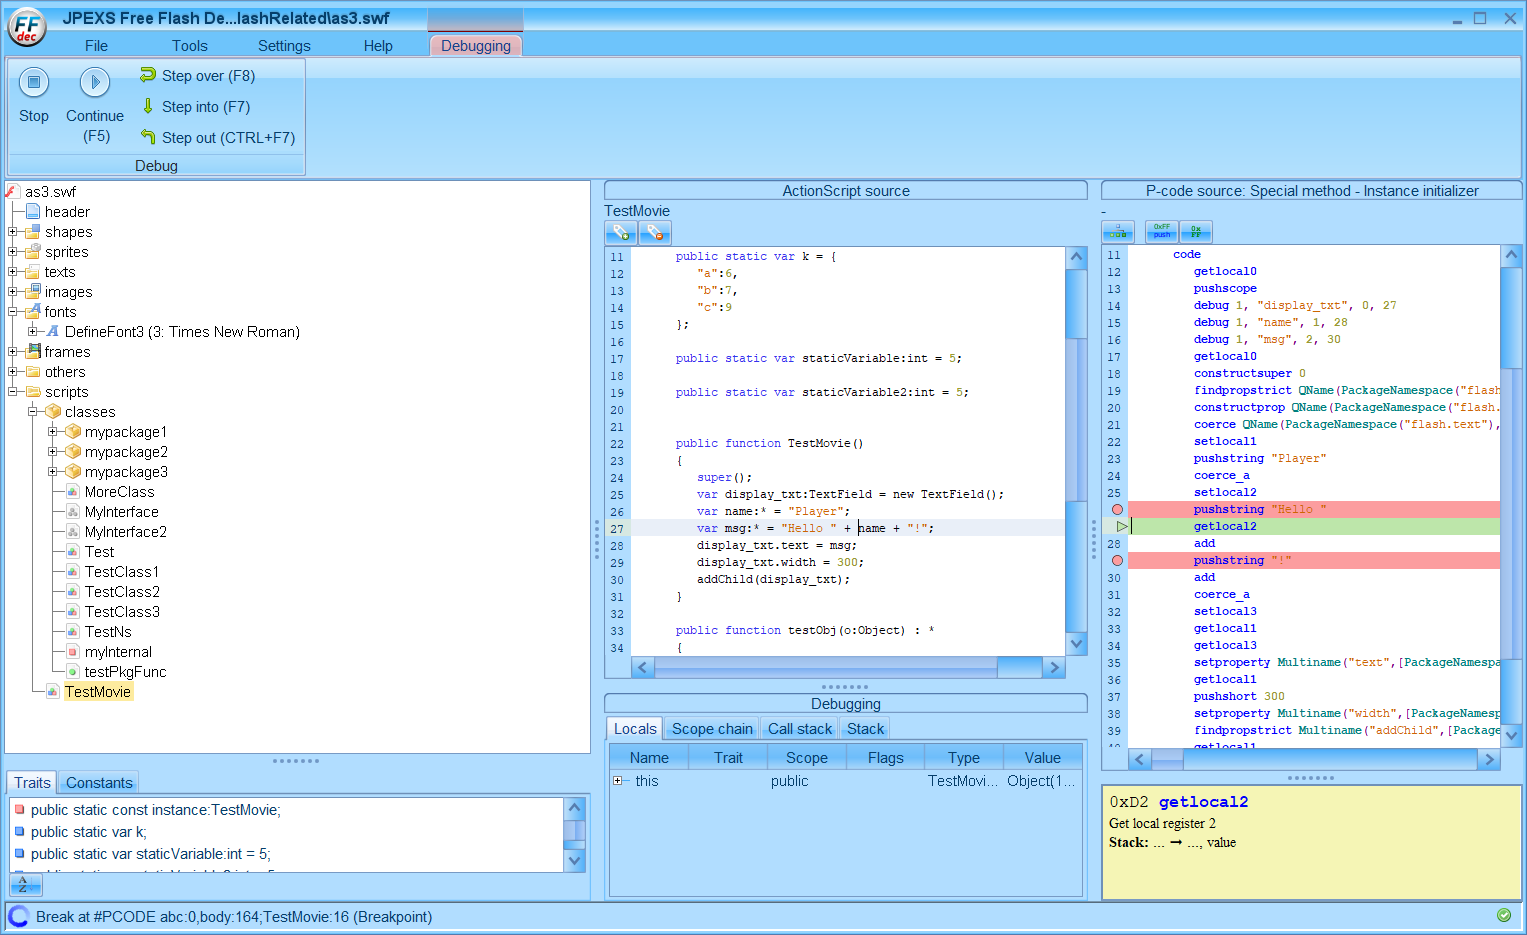 JPEXS Free Flash De...lashRelated\as3.swf
FF
dec
File
Tools
Settings
Help
Debugging
Stop
Continue
(F5)
Step over (F8)
Step into (F7)
Step out (CTRL+F7)
Debug
as3.swf
header
shapes
sprites
texts
images
fonts
DefineFont3 (3: Times New Roman)
frames
others
scripts
classes
mypackage1
mypackage2
mypackage3
MoreClass
MyInterface
MyInterface2
Test
TestClass1
TestClass2
TestClass3
TestNs
myInternal
testPkgFunc
TestMovie
Traits
Constants
public static const instance:TestMovie;
public static var k;
public static var staticVariable:int = 5;
ActionScript source
TestMovie
11 public static var k = {
12 "a":6,
13 "b":7,
14 "c":9
15 };
16
17 public static var staticVariable:int = 5;
18
19 public static var staticVariable2:int = 5;
20
21
22 public function TestMovie()
23 {
24 super();
25 var display_txt:TextField = new TextField();
26 var name:* = "Player";
27 var msg:* = "Hello " + name + "!";
28 display_txt.text = msg;
29 display_txt.width = 300;
30 addChild(display_txt);
31 }
32
33 public function testObj(o:Object) : *
34 {
Debugging
Locals
Scope chain
Call stack
Stack
Name Trait Scope Flags Type Value
this public TestMovi... Object(1...
P-code source: Special method - Instance initializer
-
0xFF
push
0x
FF
11 code
12 getlocal0
13 pushscope
14 debug 1, "display_txt", 0, 27
15 debug 1, "name", 1, 28
16 debug 1, "msg", 2, 30
17 getlocal0
18 constructsuper 0
19 findpropstrict QName(PackageNamespace("flash
20 constructprop QName(PackageNamespace("flash.
21 coerce QName(PackageNamespace("flash.text"),
22 setlocal1
23 pushstring "Player"
24 coerce_a
25 setlocal2
pushstring "Hello "
getlocal2
28 add
pushstring "!"
30 add
31 coerce_a
32 setlocal3
33 getlocal1
34 getlocal3
35 setproperty Multiname("text",[PackageNamespa
36 getlocal1
37 pushshort 300
38 setproperty Multiname("width",[PackageNamesp
39 findpropstrict Multiname("addChild",[Package
getlocal1
0xD2 getlocal2
Get local register 2
Stack: ... → ..., value
Break at #PCODE abc:0,body:164;TestMovie:16 (Breakpoint)